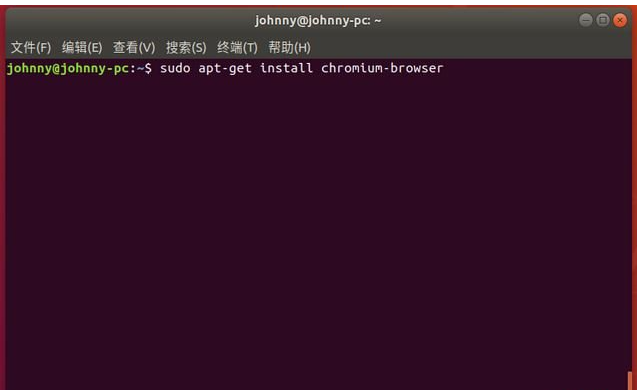 johnny@johnny-pc: ~
文件(F) 编辑(E) 查看(V) 搜索(S) 终端(T) 帮助(H)
johnny@johnny-pc:~$ sudo apt-get install chromium-browser